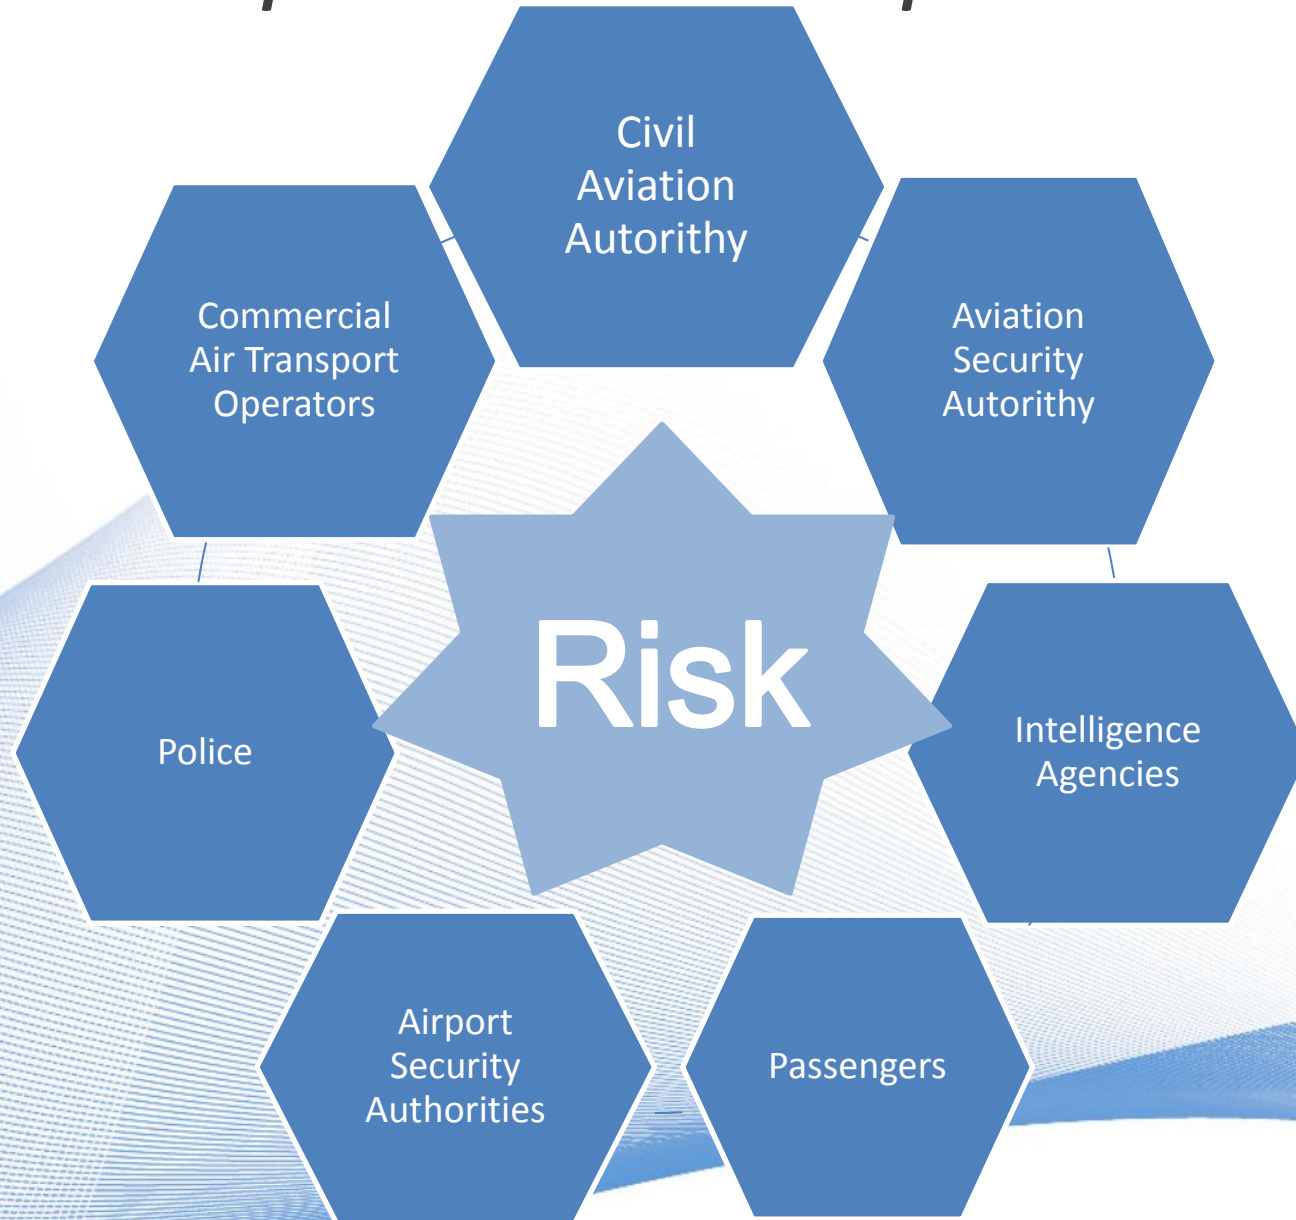 Civil
Aviation
Autorithy
Commercial
Air Transport
Operators
Aviation
Security
Autorithy
Risk
Police
Intelligence
Agencies
Airport
Security
Authorities
Passengers